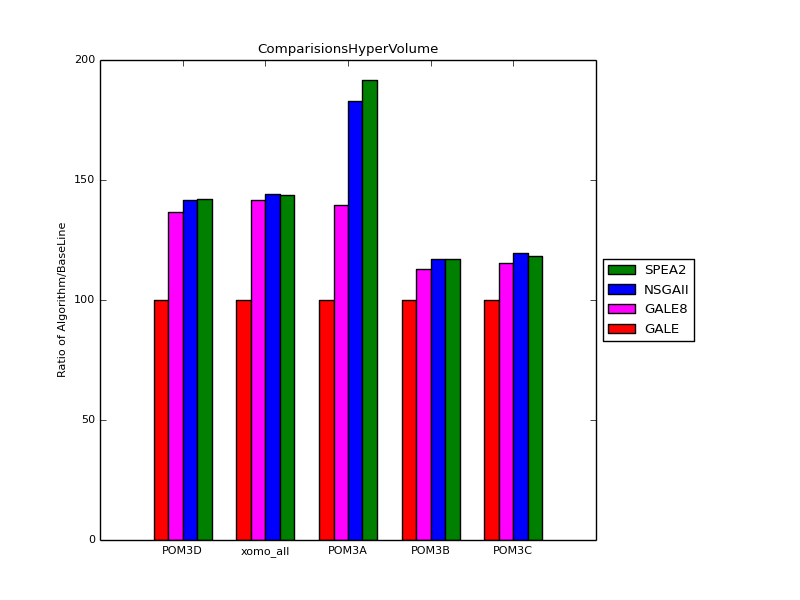 ComparisionsHyperVolume
200
150
100
50
0
Ratio of Algorithm/BaseLine
POM3D xomo_all POM3A POM3B POM3C
SPEA2
NSGAII
GALE8
GALE